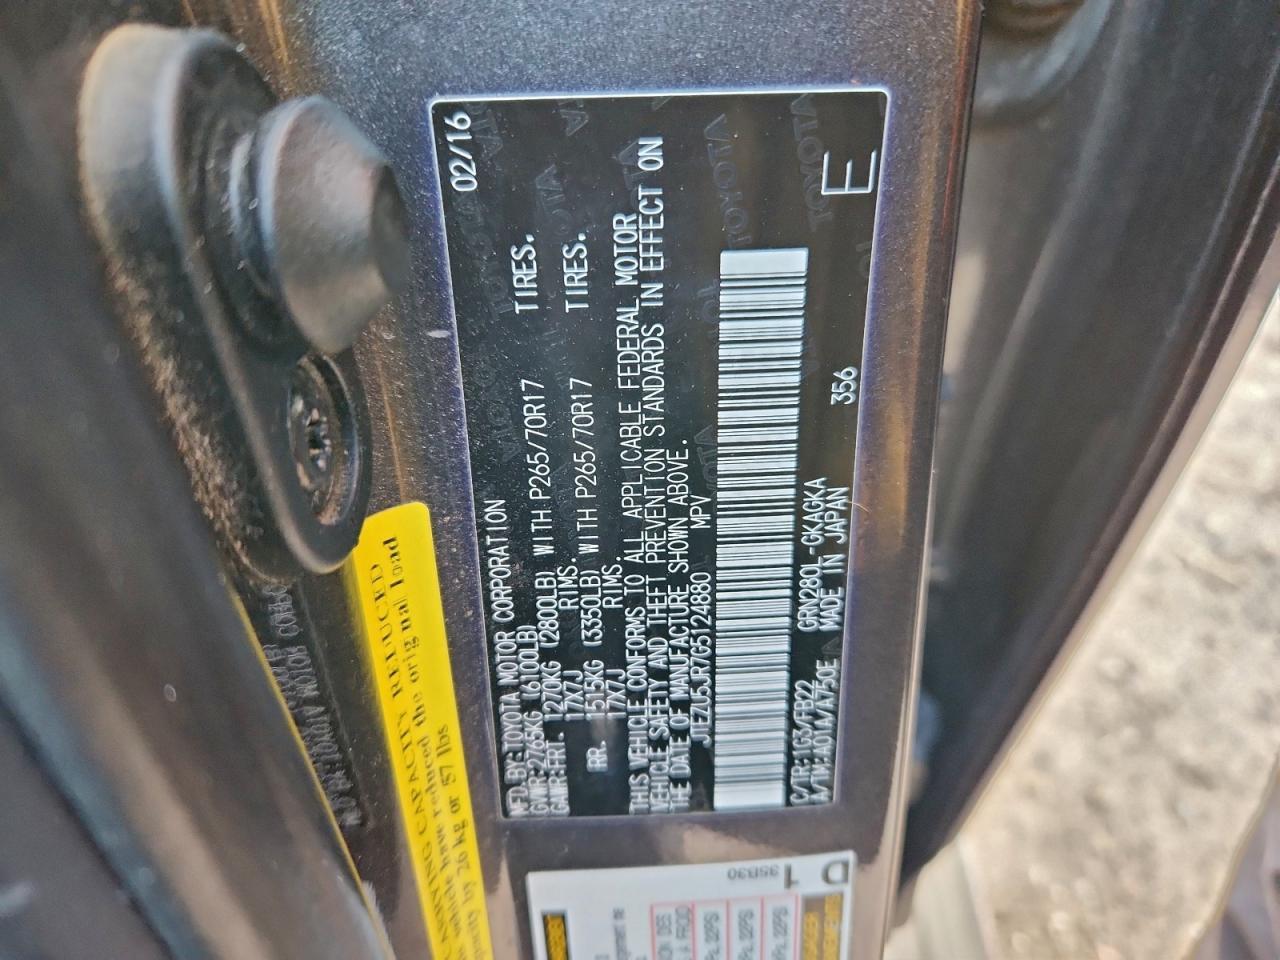 MFD.BY:TOYOTA MOTOR CORPORATION 02/16
GVWR:2765KG (6100LB)
GAWR:FRT. 1270KG (2800LB) WITH P265/70R17 TIRES.
17X7J RIMS.
RR. 1515KG (3350LB) WITH P265/70R17 TIRES.
17X7J RIMS.
THIS VEHICLE CONFORMS TO ALL APPLICABLE FEDERAL MOTOR
VEHICLE SAFETY AND THEFT PREVENTION STANDARDS IN EFFECT ON
THE DATE OF MANUFACTURE SHOWN ABOVE.
JTEZU5JR7G5124880 MPV
C/TR:1G3/FB22 GRN280L-GKAGKA 356
A/TM:A01A/A750E MADE IN JAPAN
E
CAPACITY REDUCED
vehicle have reduced the original load
by 26 kg or 57 lbs
D 1
35B30